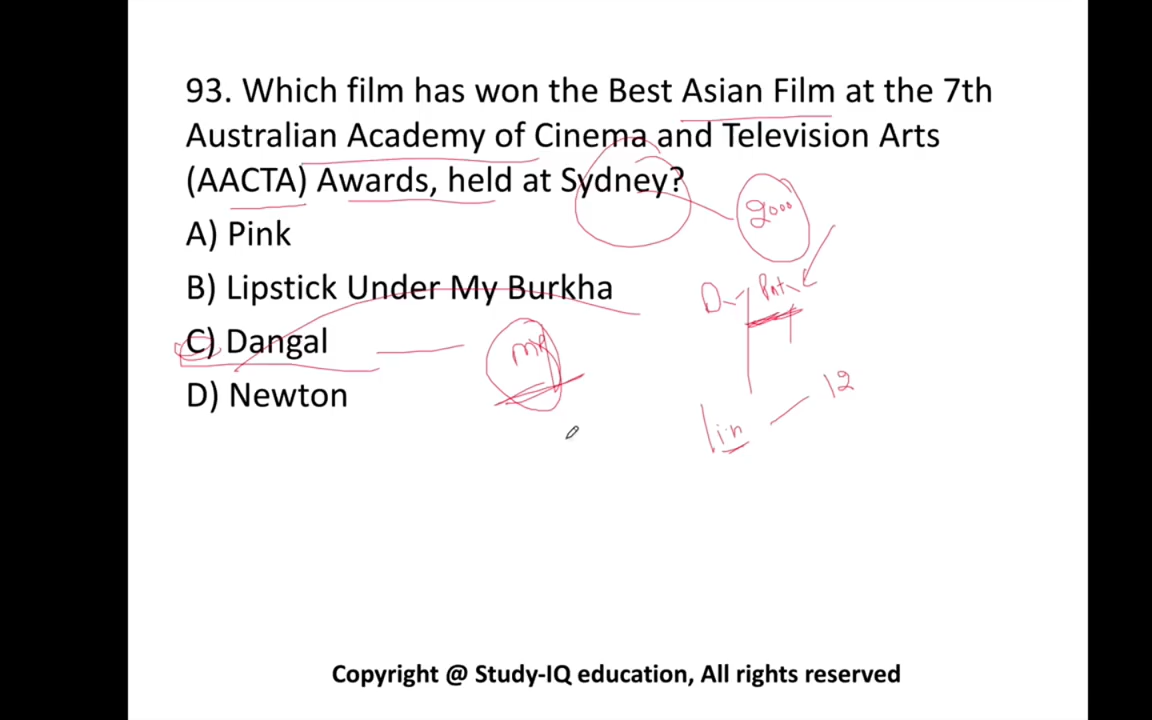 93. Which film has won the Best Asian Film at the 7th
Australian Academy of Cinema and Television Arts
(AACTA) Awards, held at Sydney?
2000
A) Pink
B) Lipstick Under My Burkha
C) Dangal
D) Newton
12
Copyright @ Study-IQ education, All rights reserved